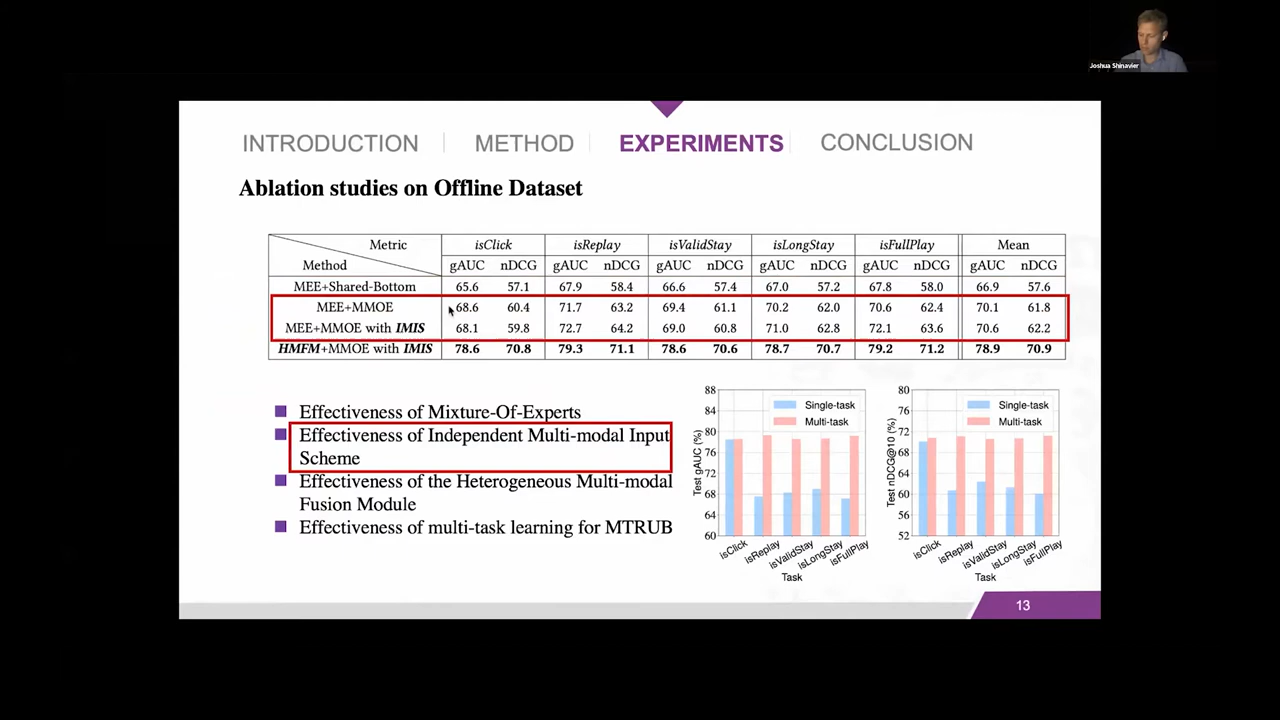 Joshua Shinavier
INTRODUCTION METHOD EXPERIMENTS CONCLUSION
Ablation studies on Offline Dataset
Metric isClick isReplay isValidStay isLongStay isFullPlay Mean
Method gAUC nDCG gAUC nDCG gAUC nDCG gAUC nDCG gAUC nDCG gAUC nDCG
MEE+Shared-Bottom 65.6 57.1 67.9 58.4 66.6 57.4 67.0 57.2 67.8 58.0 66.9 57.6
MEE+MMOE 68.6 60.4 71.7 63.2 69.4 61.1 70.2 62.0 70.6 62.4 70.1 61.8
MEE+MMOE with IMIS 68.1 59.8 72.7 64.2 69.0 60.8 71.0 62.8 72.1 63.6 70.6 62.2
HMFM+MMOE with IMIS 78.6 70.8 79.3 71.1 78.6 70.6 78.7 70.7 79.2 71.2 78.9 70.9
Effectiveness of Mixture-Of-Experts
Effectiveness of Independent Multi-modal Input
Scheme
Effectiveness of the Heterogeneous Multi-modal
Fusion Module
Effectiveness of multi-task learning for MTRUB
Test gAUC (%)
88
84
80
76
72
68
64
60
Single-task
Multi-task
isClick isReplay isValidStay isLongStay isFullPlay
Task
Test nDCG@10 (%)
80
76
72
68
64
60
56
52
Single-task
Multi-task
isClick isReplay isValidStay isLongStay isFullPlay
Task
13